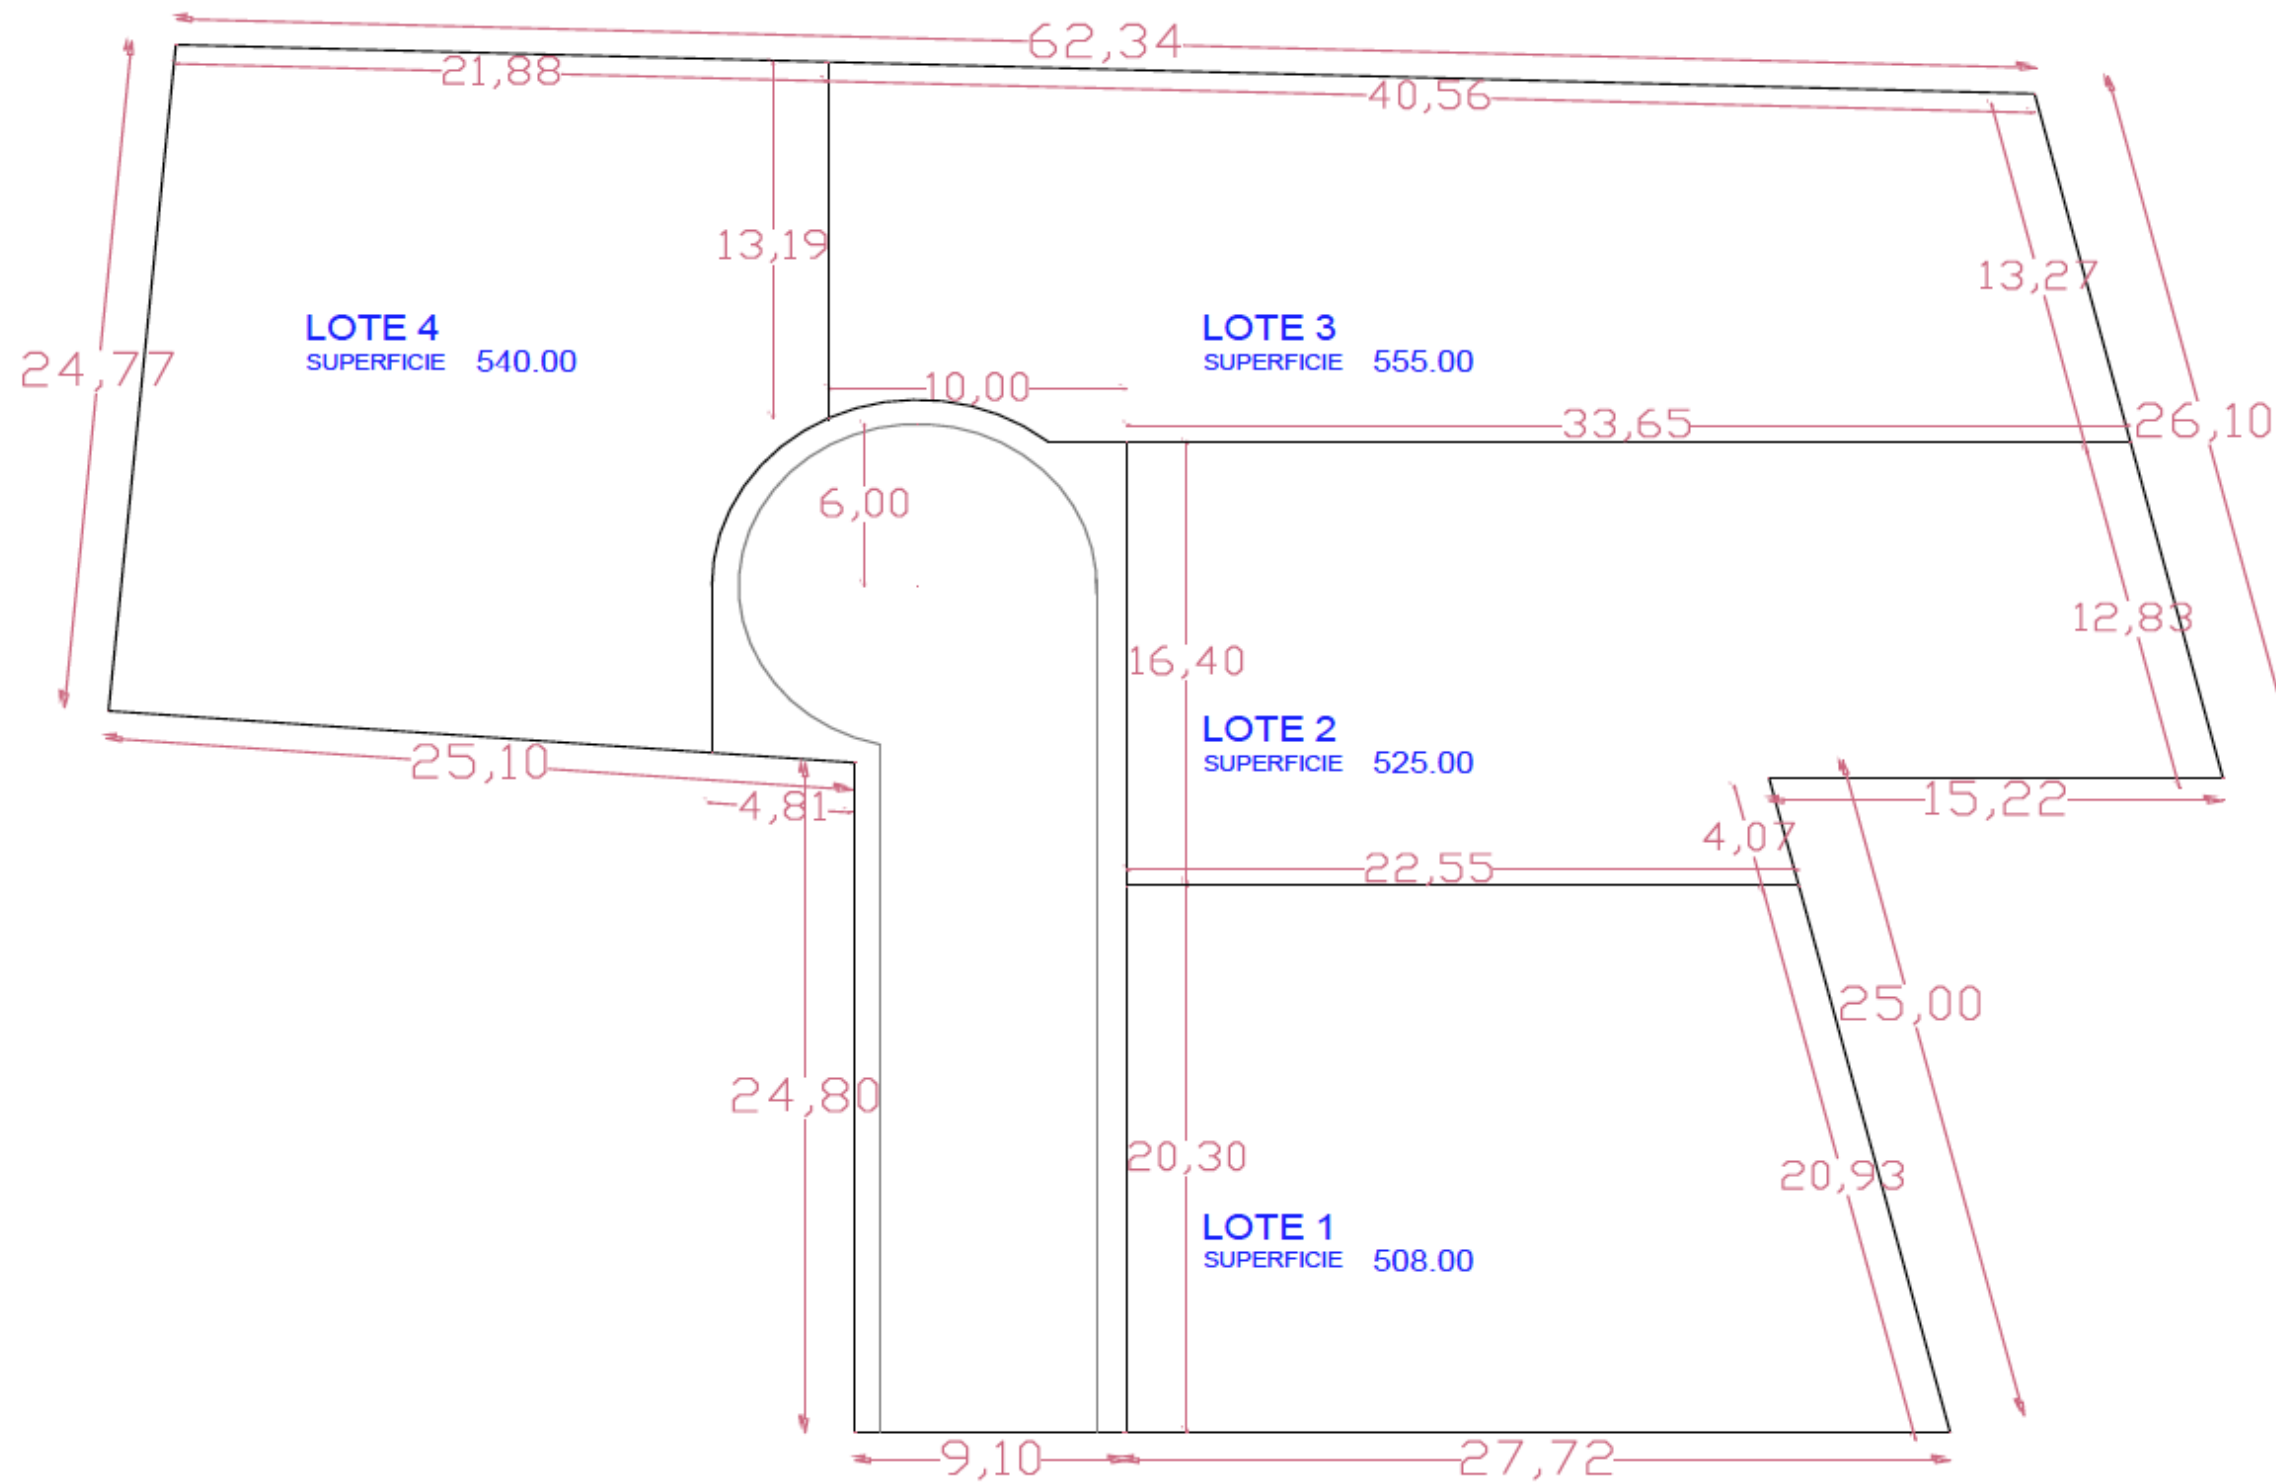 62,34
21,88
40,56
13,19
13,27
LOTE 4
SUPERFICIE 540.00
LOTE 3
SUPERFICIE 555.00
24,77
10,00
33,65
26,10
6,00
12,83
16,40
LOTE 2
SUPERFICIE 525.00
25,10
4,81
15,22
4,07
22,55
25,00
24,80
20,30
20,93
LOTE 1
SUPERFICIE 508.00
9,10
27,72